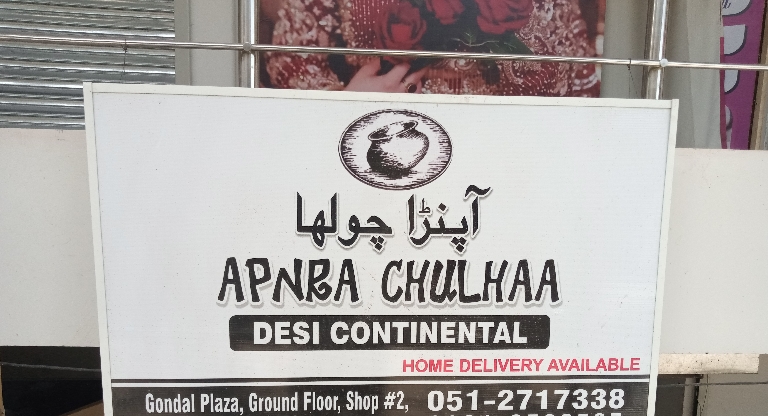 آپنڑا چولھا
APNRA CHULHAA
DESI CONTINENTAL
HOME DELIVERY AVAILABLE
Gondal Plaza, Ground Floor, Shop #2, 051-2717338